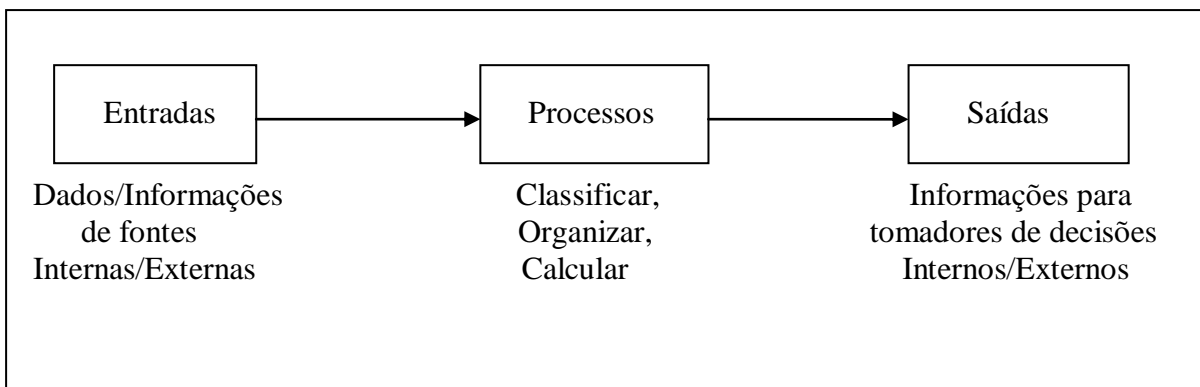 Entradas
Processos
Saídas
Dados/Informações
de fontes
Internas/Externas
Classificar,
Organizar,
Calcular
Informações para
tomadores de decisões
Internos/Externos